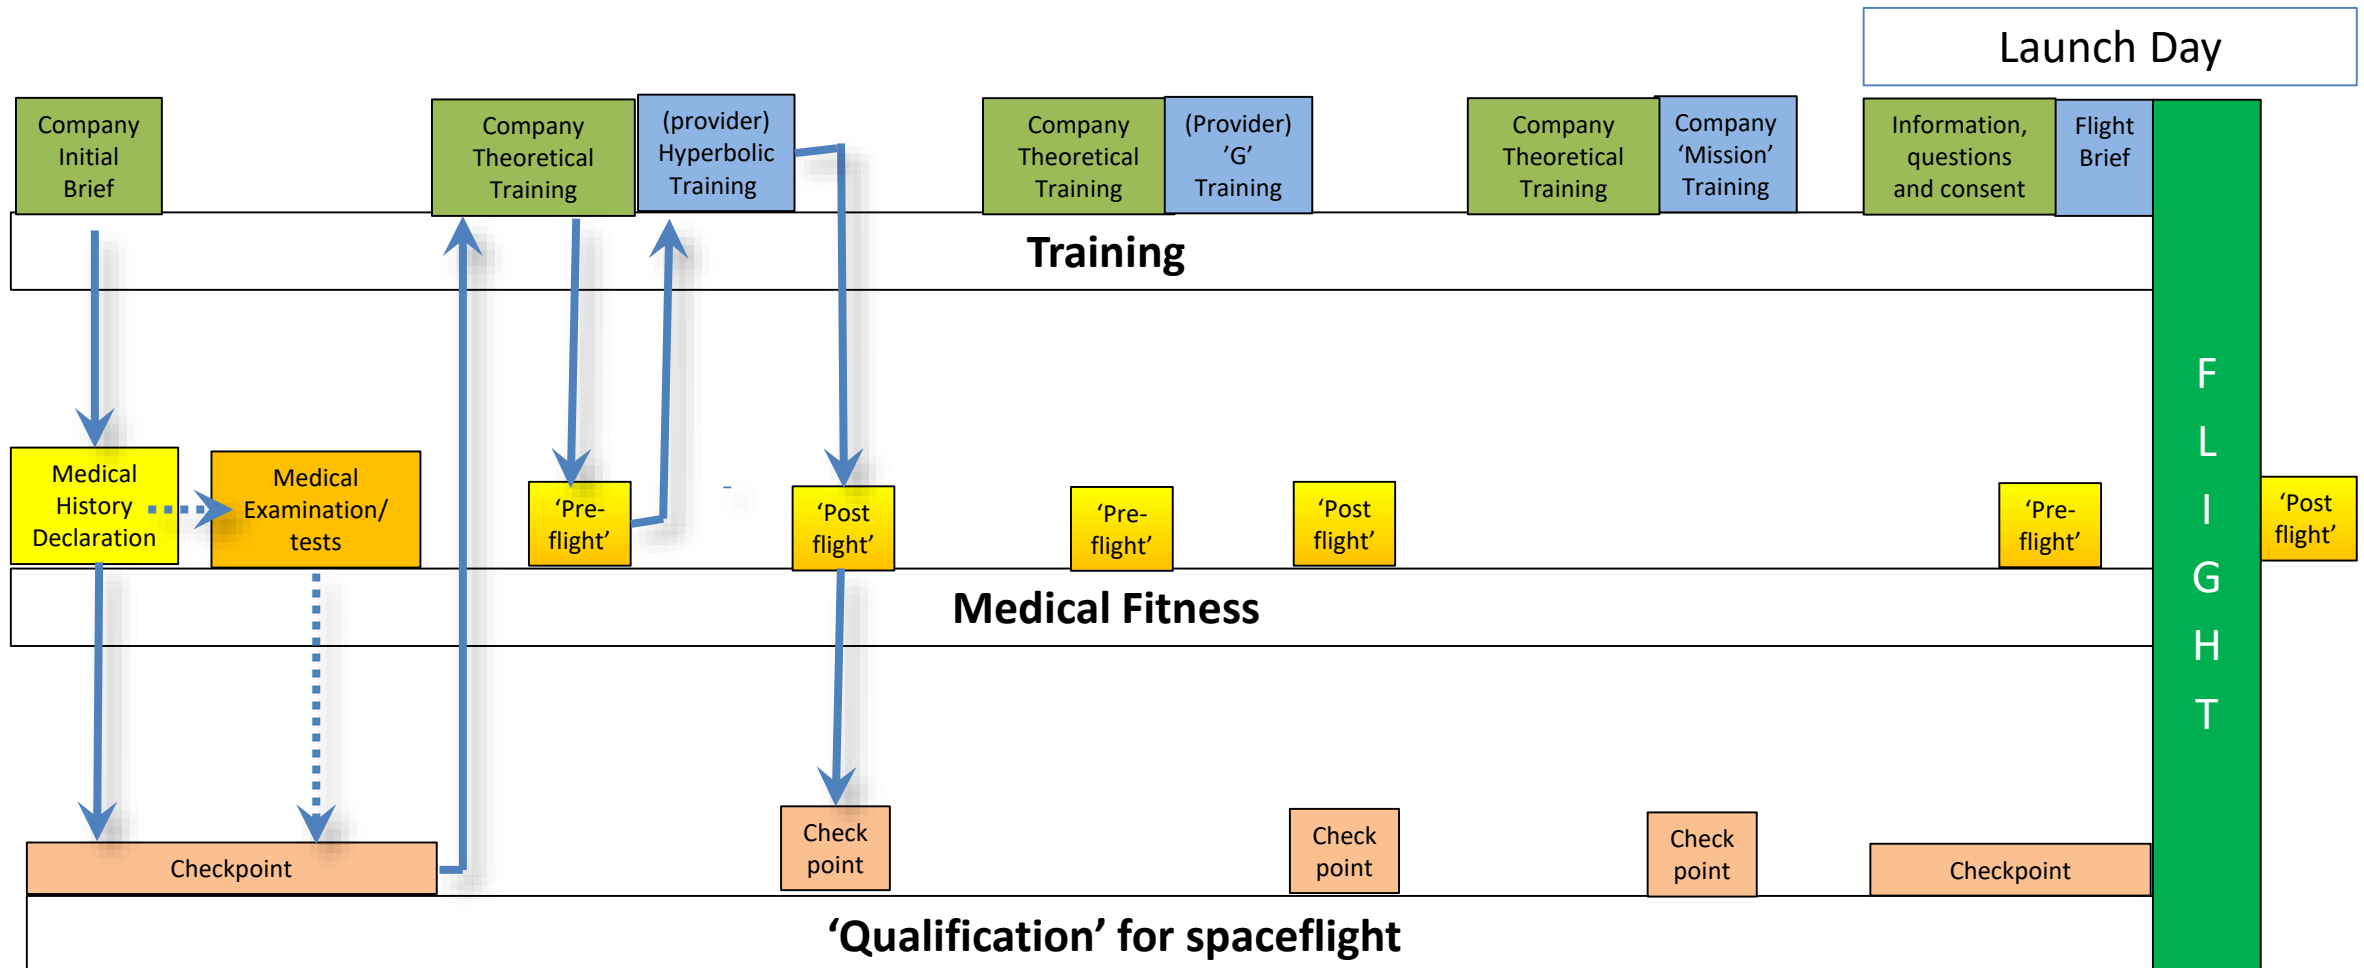 Launch Day
Company
Initial
Brief
Company
Theoretical
Training
(provider)
Hyperbolic
Training
Company
Theoretical
Training
(Provider)
’G’
Training
Company
Theoretical
Training
Company
‘Mission’
Training
Information,
questions
and consent
Flight
Brief
Training
Medical
History
Declaration
Medical
Examination/
tests
‘Pre-
flight’
‘Post
flight’
‘Pre-
flight’
‘Post
flight’
‘Pre-
flight’
F
L
I
G
H
T
‘Post
flight’
Medical Fitness
Checkpoint
Check
point
Check
point
Check
point
Checkpoint
‘Qualification’ for spaceflight